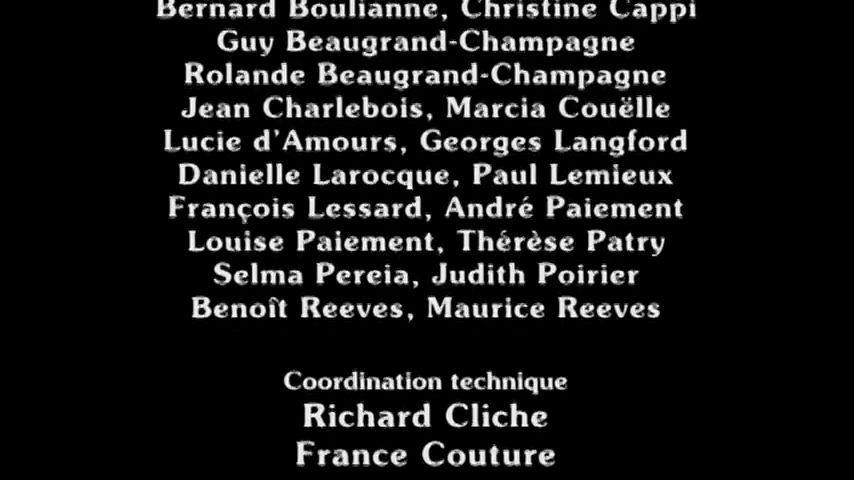 Bernard Boulianne, Christine Cappi
Guy Beaugrand-Champagne
Rolande Beaugrand-Champagne
Jean Charlebois, Marcia Couëlle
Lucie d'Amours, Georges Langford
Danielle Larocque, Paul Lemieux
François Lessard, André Paiement
Louise Paiement, Thérèse Patry
Selma Pereia, Judith Poirier
Benoît Reeves, Maurice Reeves
Coordination technique
Richard Cliche
France Couture